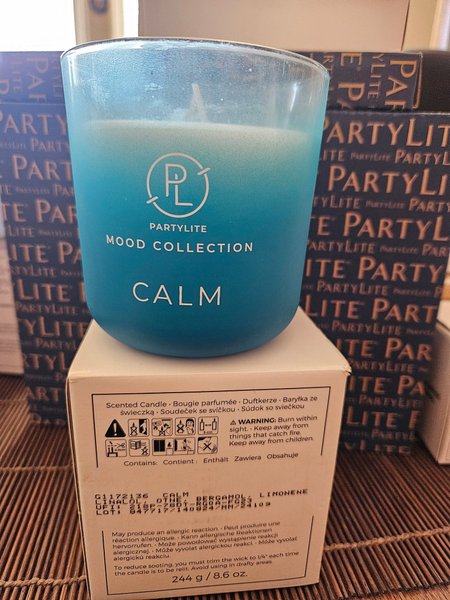 PL
PARTYLITE
MOOD COLLECTION
CALM
Scented Candle • Bougie parfumée • Duftkerze • Baryłka ze
świeczką • Soudeček se svíčkou • Súdok so sviečkou
WARNING: Burn within
sight. • Keep away from
things that catch fire.
Keep away from children.
Contains: Contient: Enthält Zawiera Obsahuje
G1172136 CALM
LIMONENE
LINALOL,
BERGAMOL
UFI:
LOT:
May produce an allergic reaction. • Peut produire une
réaction allergique. • Kann allergische Reaktionen
hervorrufen. • Może powodować wystąpienie reakcji
alergicznej. • Může vyvolat alergickou reakci. • Môže vyvolať
alergickú reakciu.
To reduce sooting, you must trim the wick to 1/4" each time
the candle is to be relit. Avoid using in drafty areas.
244 g / 8.6 oz.
PARTYLITE
PARTYLITE
PARTYLITE
PARTYLITE